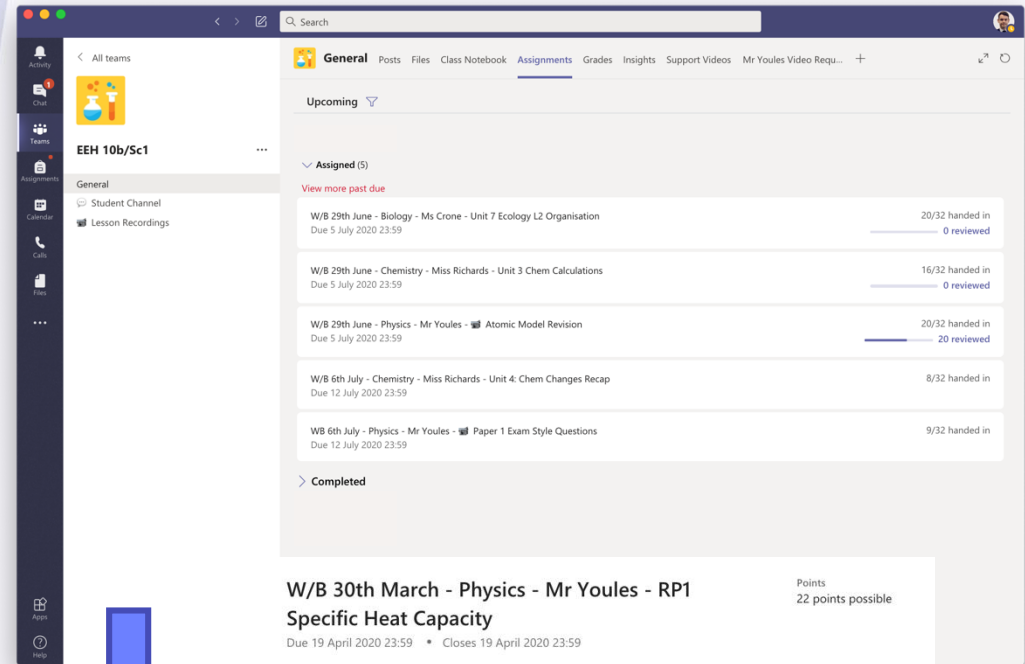 Search
Activity
Chat
1
Teams
Assignments
Calendar
Calls
Files
Apps
Help
All teams
EEH 10b/Sc1
General
Student Channel
Lesson Recordings
General Posts Files Class Notebook Assignments Grades Insights Support Videos Mr Youles Video Requ...
Upcoming
Assigned (5)
View more past due
W/B 29th June - Biology - Ms Crone - Unit 7 Ecology L2 Organisation
Due 5 July 2020 23:59
20/32 handed in
0 reviewed
W/B 29th June - Chemistry - Miss Richards - Unit 3 Chem Calculations
Due 5 July 2020 23:59
16/32 handed in
0 reviewed
W/B 29th June - Physics - Mr Youles - 📹 Atomic Model Revision
Due 5 July 2020 23:59
20/32 handed in
20 reviewed
W/B 6th July - Chemistry - Miss Richards - Unit 4: Chem Changes Recap
Due 12 July 2020 23:59
8/32 handed in
WB 6th July - Physics - Mr Youles - 📹 Paper 1 Exam Style Questions
Due 12 July 2020 23:59
9/32 handed in
Completed
W/B 30th March - Physics - Mr Youles - RP1
Specific Heat Capacity
Due 19 April 2020 23:59 • Closes 19 April 2020 23:59
Points
22 points possible